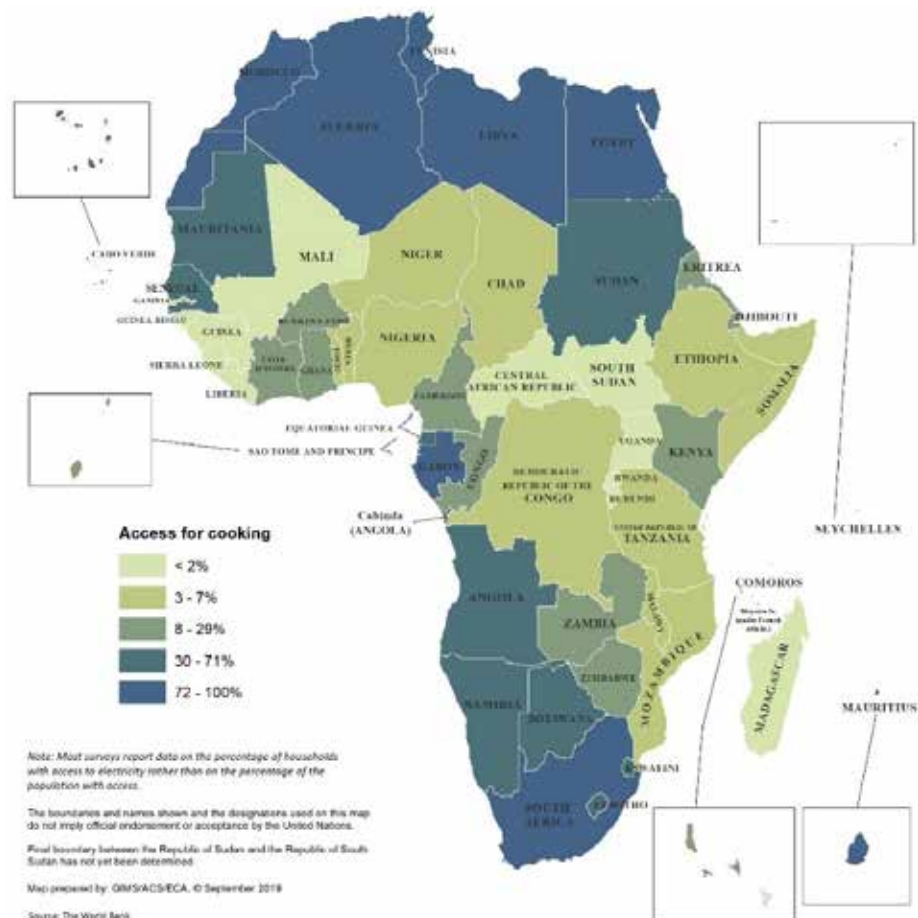 TUNISIA
MOROCCO
ALGERIA
LIBYA
EGYPT
MAURITANIA
CABO VERDE
MALI
NIGER
CHAD
SUDAN
ERITREA
SENEGAL
GAMBIA
GUINEA BISSAU
GUINEA
BURKINA FASO
NIGERIA
DJIBOUTI
ETHIOPIA
SIERRA LEONE
COTE
D'IVOIRE
GHANA
TOGO
BENIN
CENTRAL
AFRICAN REPUBLIC
SOUTH
SUDAN
SOMALIA
LIBERIA
CAMEROON
EQUATORIAL GUINEA
SAO TOME AND PRINCIPE
GABON
CONGO
UGANDA
KENYA
DEMOCRATIC
REPUBLIC OF THE
CONGO
RWANDA
BURUNDI
UNITED REPUBLIC OF
TANZANIA
Cabinda
(ANGOLA)
SEYCHELLES
Access for cooking
< 2%
3 - 7%
8 - 29%
30 - 71%
72 - 100%
COMOROS
ANGOLA
ZAMBIA
MALAWI
MOZAMBIQUE
MADAGASCAR
ZIMBABWE
MAURITIUS
NAMIBIA
BOTSWANA
ESWATINI
LESOTHO
SOUTH
AFRICA
Note: Most surveys report data on the percentage of households
with access to electricity rather than on the percentage of the
population with access.
The boundaries and names shown and the designations used on this map
do not imply official endorsement or acceptance by the United Nations.
Final boundary between the Republic of Sudan and the Republic of South
Sudan has not yet been determined.
Map prepared by: GIMS/ACS/ECA, © September 2019
Source: The World Bank